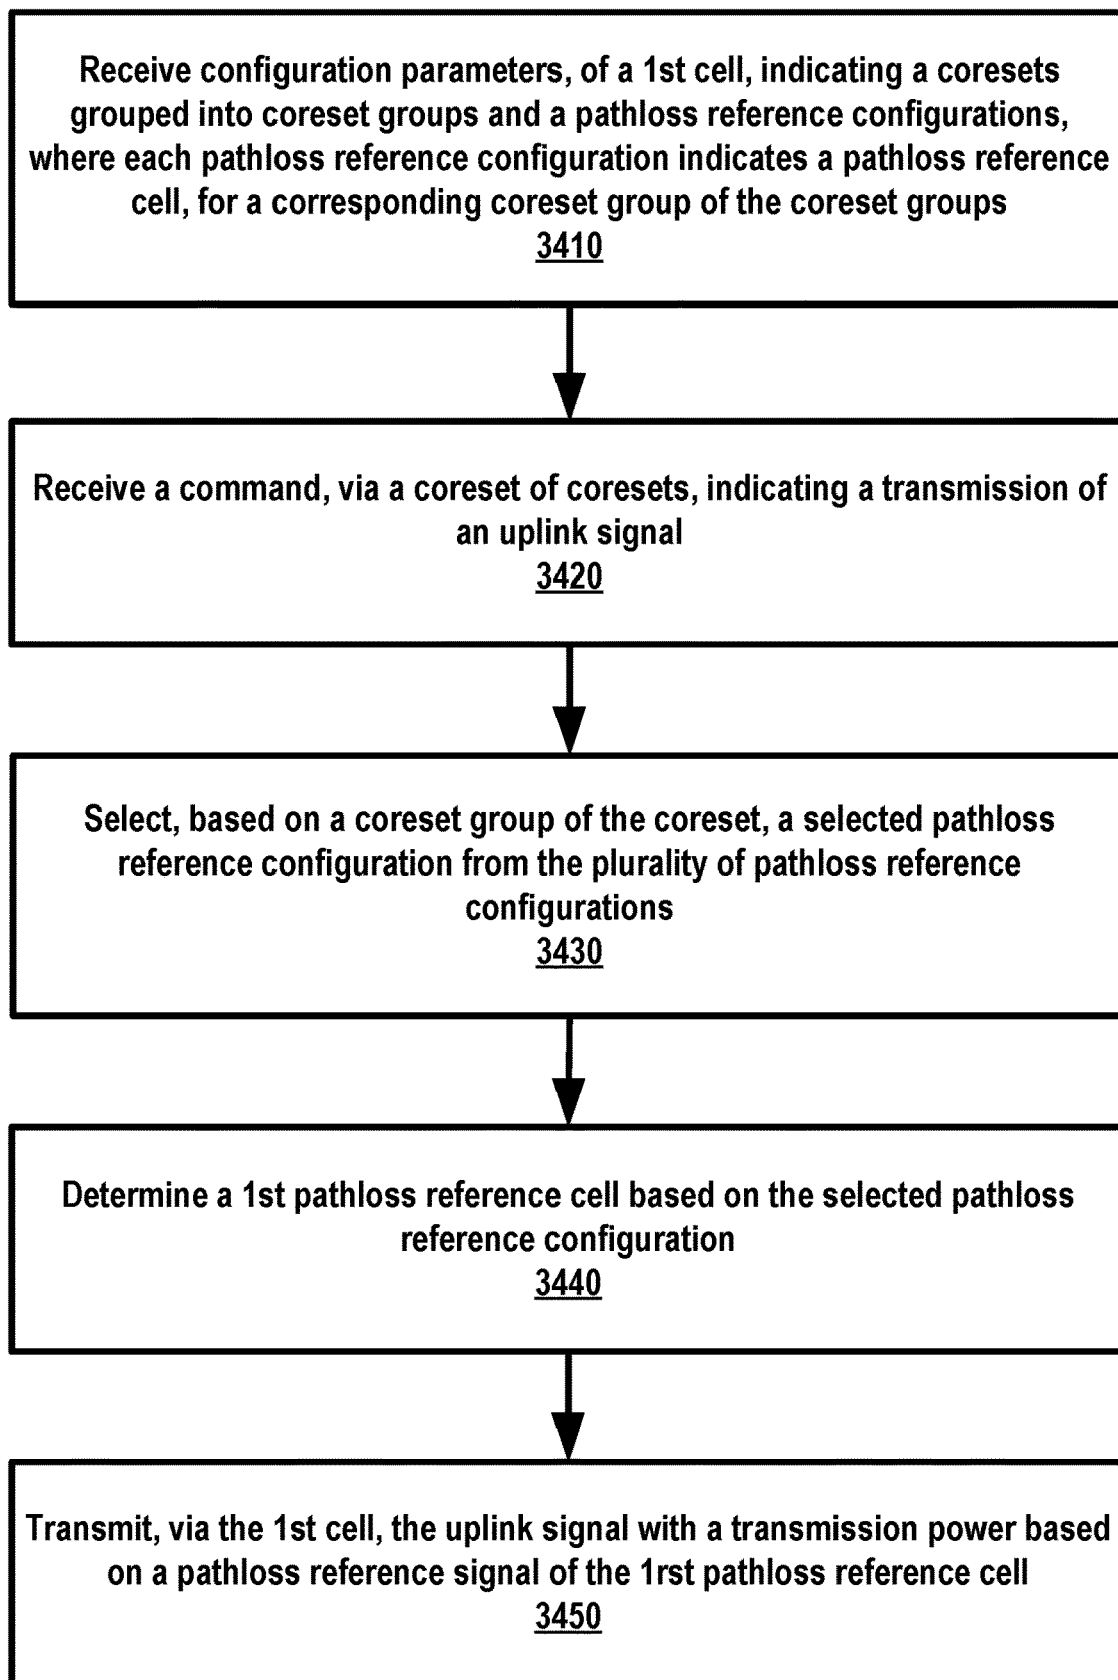 Receive configuration parameters, of a 1st cell, indicating a coresets
grouped into coreset groups and a pathloss reference configurations,
where each pathloss reference configuration indicates a pathloss reference
cell, for a corresponding coreset group of the coreset groups
3410
Receive a command, via a coreset of coresets, indicating a transmission of
an uplink signal
3420
Select, based on a coreset group of the coreset, a selected pathloss
reference configuration from the plurality of pathloss reference
configurations
3430
Determine a 1st pathloss reference cell based on the selected pathloss
reference configuration
3440
Transmit, via the 1st cell, the uplink signal with a transmission power based
on a pathloss reference signal of the 1rst pathloss reference cell
3450